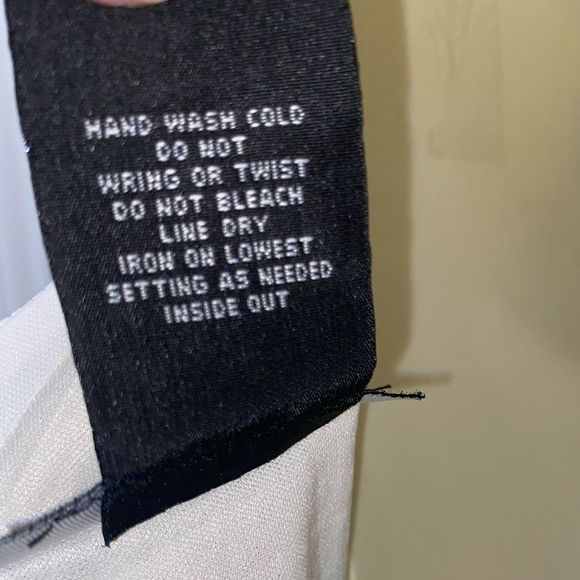 HAND WASH COLD
DO NOT
WRING OR TWIST
DO NOT BLEACH
LINE DRY
IRON ON LOWEST
SETTING AS NEEDED
INSIDE OUT